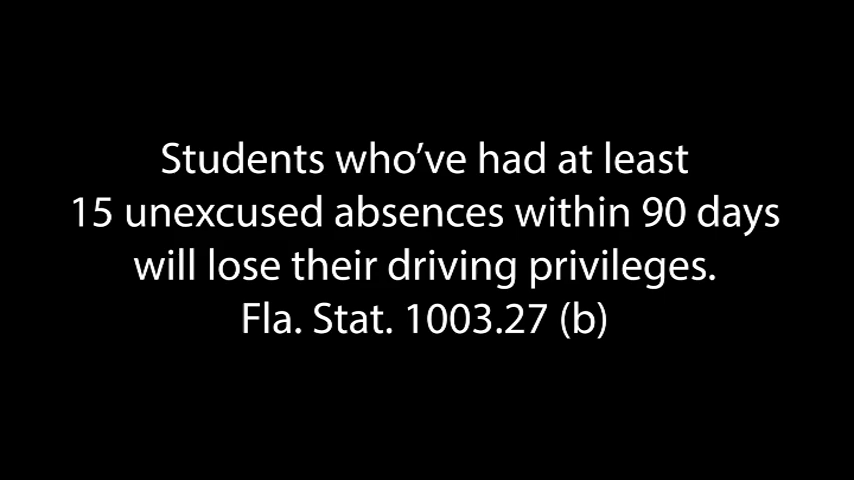 Students who’ve had at least
15 unexcused absences within 90 days
will lose their driving privileges.
Fla. Stat. 1003.27 (b)